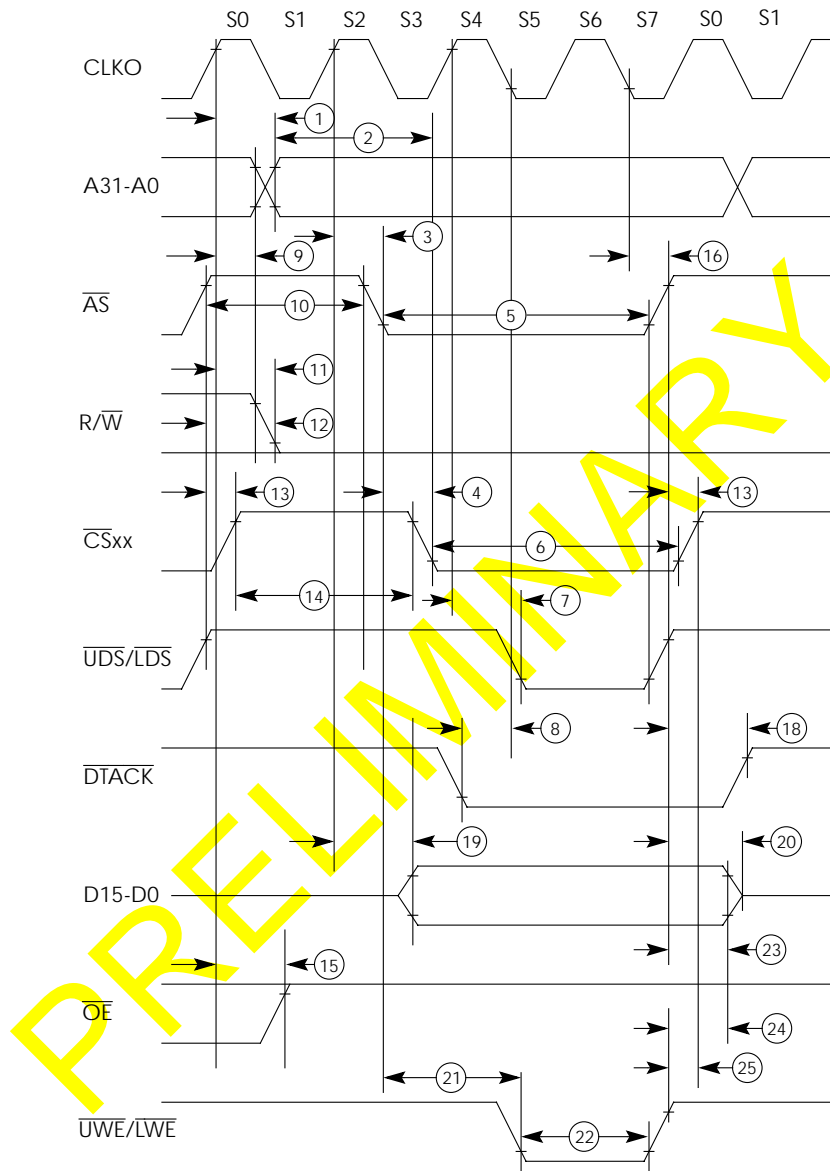 S0 S1 S2 S3 S4 S5 S6 S7 S0 S1
CLKO
1
2
A31-A0
3
9
16
AS
10
5
11
R/W
12
13
4
13
CSxx
6
14
7
UDS/LDS
8
18
DTACK
19
20
D15-D0
23
15
OE
24
25
21
UWE/LWE
22
PRELIMINARY